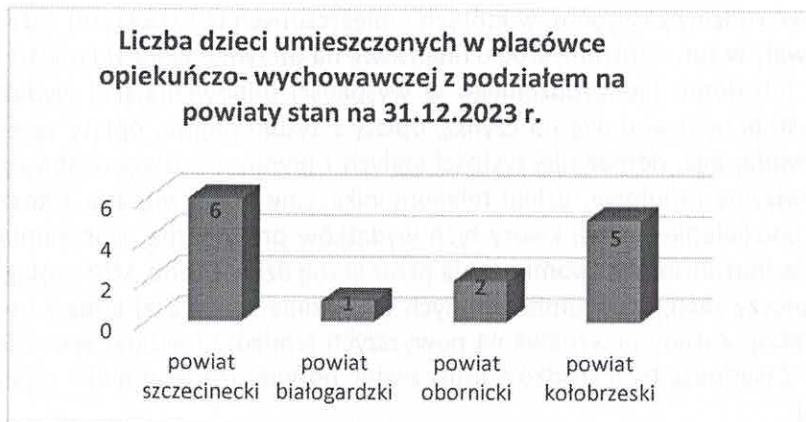 Liczba dzieci umieszczonych w placówce
opiekuńczo- wychowawczej z podziałem na
powiaty stan na 31.12.2023 r.
6
4
2
0
6
1
2
5
powiat
szczecinecki
powiat
białogardzki
powiat
obornicki
powiat
kołobrzeski